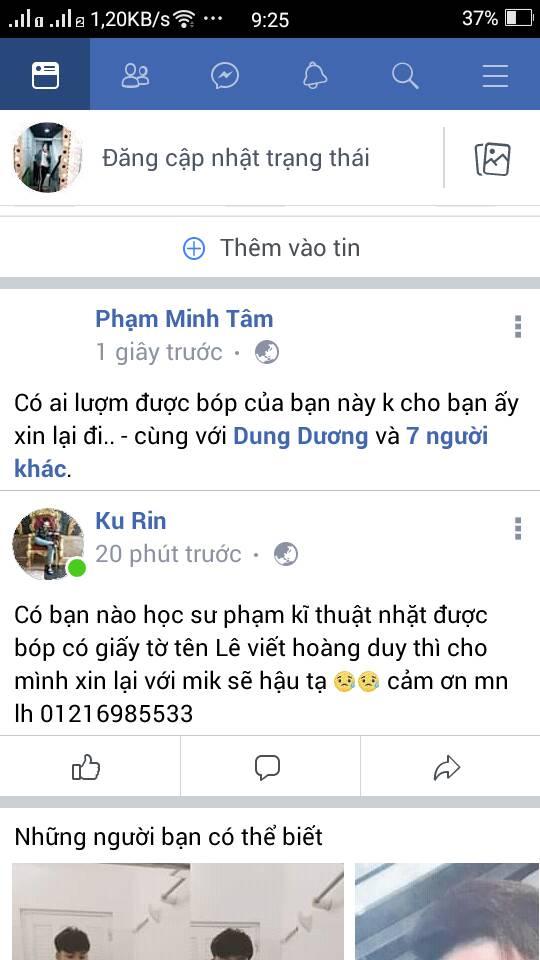 1,20KB/s ... 9:25 37%
Đăng cập nhật trạng thái
Thêm vào tin
Phạm Minh Tâm
1 giây trước ·
Có ai lượm được bóp của bạn này k cho bạn ấy
xin lại đi.. - cùng với Dung Dương và 7 người
khác.
Ku Rin
20 phút trước ·
Có bạn nào học sư phạm kĩ thuật nhặt được
bóp có giấy tờ tên Lê viết hoàng duy thì cho
mình xin lại với mik sẽ hậu tạ 😢😢 cảm ơn mn
lh 01216985533
Những người bạn có thể biết